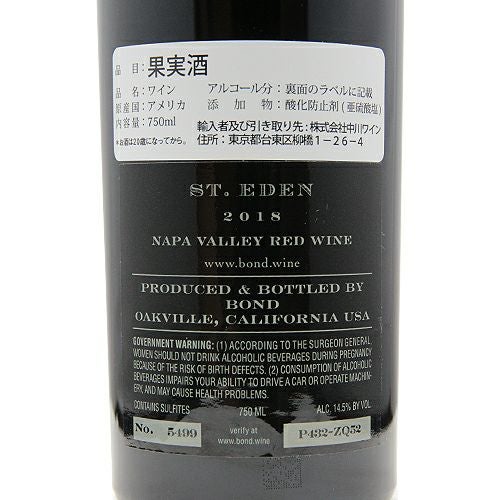 品目：果実酒
品名：ワイン アルコール分：裏面のラベルに記載
原産国：アメリカ 添加物：酸化防止剤（亜硫酸塩）
内容量：750ml 輸入者及び引き取り先：株式会社中川ワイン
＊お酒は20歳になってから。 住所：東京都台東区柳橋1－26－4
ST. EDEN
2018
NAPA VALLEY RED WINE
www.bond.wine
PRODUCED & BOTTLED BY
BOND
OAKVILLE, CALIFORNIA USA
GOVERNMENT WARNING: (1) ACCORDING TO THE SURGEON GENERAL,
WOMEN SHOULD NOT DRINK ALCOHOLIC BEVERAGES DURING PREGNANCY
BECAUSE OF THE RISK OF BIRTH DEFECTS. (2) CONSUMPTION OF ALCOHOLIC
BEVERAGES IMPAIRS YOUR ABILITY TO DRIVE A CAR OR OPERATE MACHIN-
ERY, AND MAY CAUSE HEALTH PROBLEMS.
CONTAINS SULFITES 750 ML ALC. 14.5% BY VOL.
No. 5499 verify at P432-ZQ52
www.bond.wine